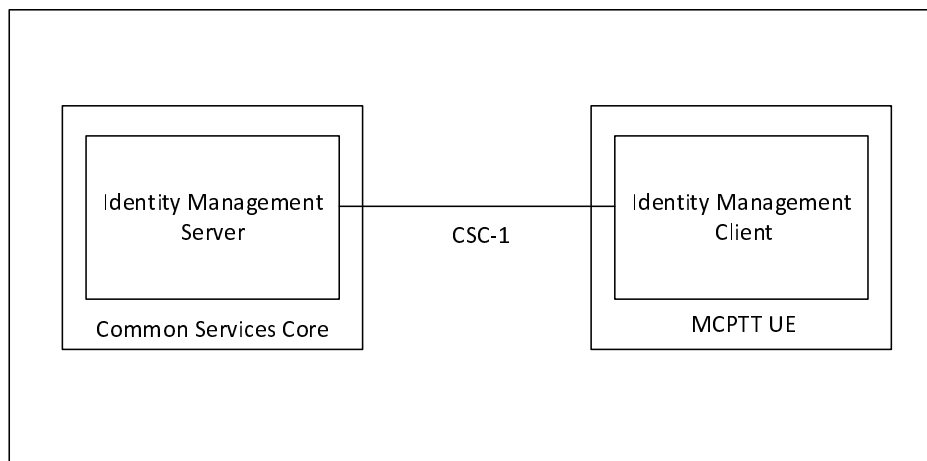 Identity Management
Server
Common Services Core
CSC-1
Identity Management
Client
MCPTT UE